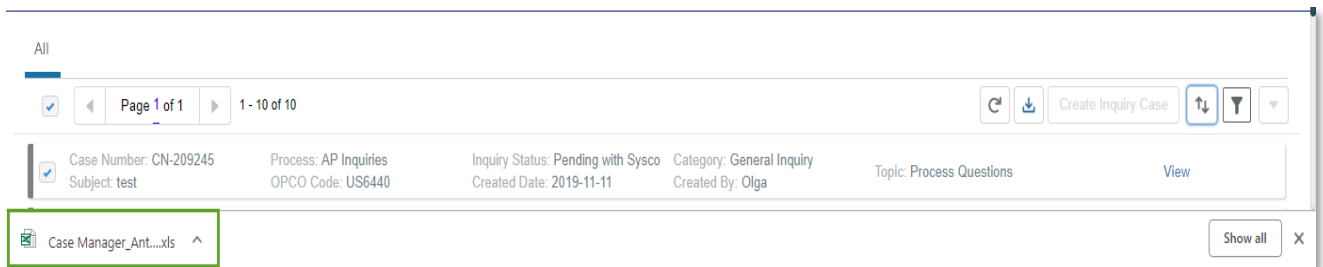 All
Page 1 of 1 1 - 10 of 10 Create Inquiry Case
Case Number: CN-209245 Process: AP Inquiries Inquiry Status: Pending with Sysco Category: General Inquiry Topic: Process Questions View
Subject: test OPCO Code: US6440 Created Date: 2019-11-11 Created By: Olga
Case Manager_Ant....xls Show all